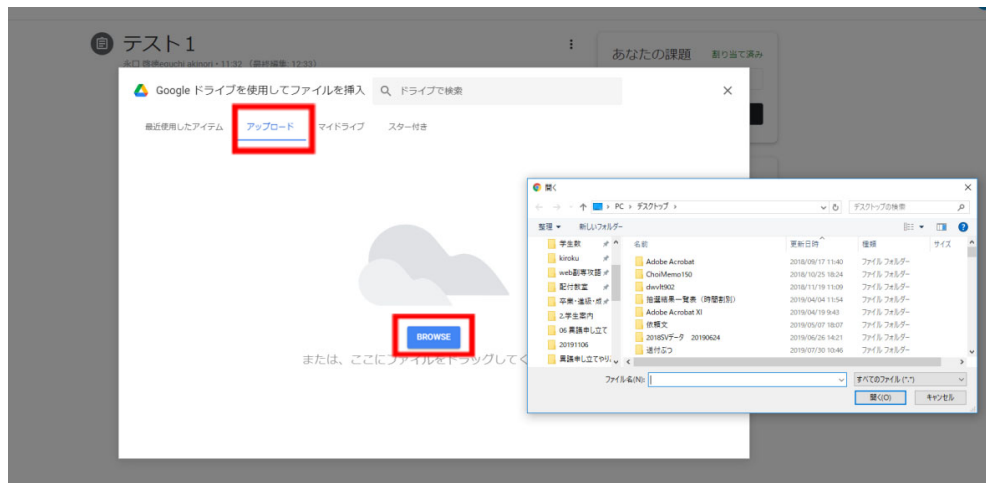 テスト1
eguchi akinori・11:32 （最終編集: 12:33）
あなたの課題 割り当て済み
Google ドライブを使用してファイルを挿入 ドライブで検索
最近使用したアイテム アップロード マイドライブ スター付き
BROWSE
または、ここにファイルをドラッグしてく
開く
PC › デスクトップ ›
デスクトップの検索
整理 新しいフォルダー
名前 更新日時 種類 サイズ
学生数
kiroku
web副専攻語
配付教室
卒業・進級・成
2.学生案内
06 異議申し立て
20191106
異議申し立てやり
Adobe Acrobat 2018/09/17 11:40 ファイル フォルダー
ChoiMemo150 2018/10/25 18:24 ファイル フォルダー
dwvlt902 2018/11/19 11:09 ファイル フォルダー
抽選結果一覧表（時間割別） 2019/04/04 11:54 ファイル フォルダー
Adobe Acrobat XI 2019/04/19 9:43 ファイル フォルダー
依頼文 2019/05/07 18:07 ファイル フォルダー
2018SVデータ 20190624 2019/06/26 14:21 ファイル フォルダー
送付ぶつ 2019/07/30 10:46 ファイル フォルダー
ファイル名(N):
すべてのファイル (*.*)
開く(O) キャンセル